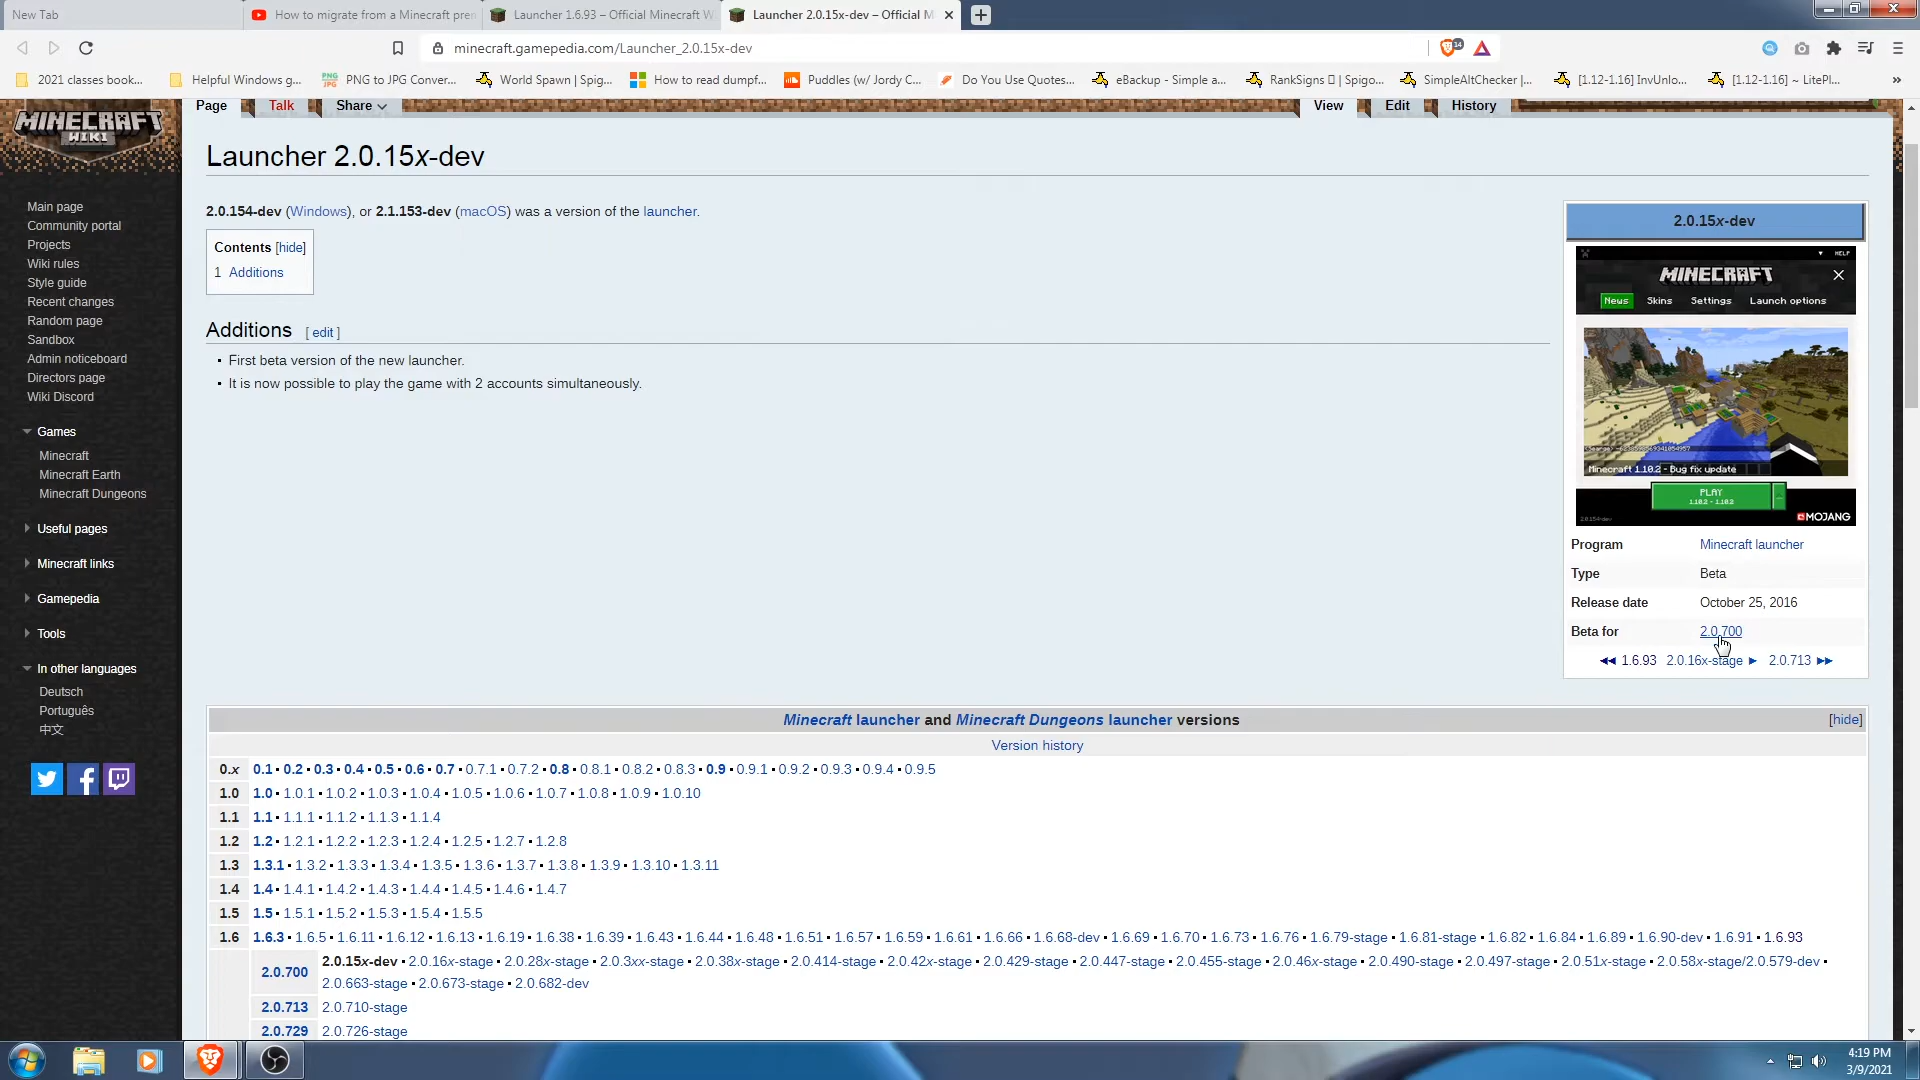 New Tab
How to migrate from a Minecraft pren
Launcher 1.6.93 – Official Minecraft W
Launcher 2.0.15x-dev – Official M
minecraft.gamepedia.com/Launcher_2.0.15x-dev
14
2021 classes book...
Helpful Windows g...
PNG to JPG Conver...
World Spawn | Spig...
How to read dumpf...
Puddles (w/ Jordy C...
Do You Use Quotes...
eBackup - Simple a...
RankSigns | Spigo...
SimpleAltChecker |...
[1.12-1.16] InvUnlo...
[1.12-1.16] ~ LitePl...
MINECRAFT
WIKI
Page
Talk
Share
View
Edit
History
Launcher 2.0.15x-dev
2.0.154-dev (Windows), or 2.1.153-dev (macOS) was a version of the launcher.
Contents [hide]
1 Additions
Additions [ edit ]
First beta version of the new launcher.
It is now possible to play the game with 2 accounts simultaneously.
Main page
Community portal
Projects
Wiki rules
Style guide
Recent changes
Random page
Sandbox
Admin noticeboard
Directors page
Wiki Discord
Games
Minecraft
Minecraft Earth
Minecraft Dungeons
Useful pages
Minecraft links
Gamepedia
Tools
In other languages
Deutsch
Português
中文
2.0.15x-dev
HELP
MINECRAFT
News
Skins
Settings
Launch options
Minecraft 1.10.2 - Bug fix update
PLAY
1.10.2 - 1.10.2
2.0.154-dev
MOJANG
Program Minecraft launcher
Type Beta
Release date October 25, 2016
Beta for 2.0.700
◄◄ 1.6.93 2.0.16x-stage ► 2.0.713 ►►
Minecraft launcher and Minecraft Dungeons launcher versions [hide]
Version history
0.x 0.1 • 0.2 • 0.3 • 0.4 • 0.5 • 0.6 • 0.7 • 0.7.1 • 0.7.2 • 0.8 • 0.8.1 • 0.8.2 • 0.8.3 • 0.9 • 0.9.1 • 0.9.2 • 0.9.3 • 0.9.4 • 0.9.5
1.0 1.0 • 1.0.1 • 1.0.2 • 1.0.3 • 1.0.4 • 1.0.5 • 1.0.6 • 1.0.7 • 1.0.8 • 1.0.9 • 1.0.10
1.1 1.1 • 1.1.1 • 1.1.2 • 1.1.3 • 1.1.4
1.2 1.2 • 1.2.1 • 1.2.2 • 1.2.3 • 1.2.4 • 1.2.5 • 1.2.7 • 1.2.8
1.3 1.3.1 • 1.3.2 • 1.3.3 • 1.3.4 • 1.3.5 • 1.3.6 • 1.3.7 • 1.3.8 • 1.3.9 • 1.3.10 • 1.3.11
1.4 1.4 • 1.4.1 • 1.4.2 • 1.4.3 • 1.4.4 • 1.4.5 • 1.4.6 • 1.4.7
1.5 1.5 • 1.5.1 • 1.5.2 • 1.5.3 • 1.5.4 • 1.5.5
1.6 1.6.3 • 1.6.5 • 1.6.11 • 1.6.12 • 1.6.13 • 1.6.19 • 1.6.38 • 1.6.39 • 1.6.43 • 1.6.44 • 1.6.48 • 1.6.51 • 1.6.57 • 1.6.59 • 1.6.61 • 1.6.66 • 1.6.68-dev • 1.6.69 • 1.6.70 • 1.6.73 • 1.6.76 • 1.6.79-stage • 1.6.81-stage • 1.6.82 • 1.6.84 • 1.6.89 • 1.6.90-dev • 1.6.91 • 1.6.93
2.0.700 2.0.15x-dev • 2.0.16x-stage • 2.0.28x-stage • 2.0.3xx-stage • 2.0.38x-stage • 2.0.414-stage • 2.0.42x-stage • 2.0.429-stage • 2.0.447-stage • 2.0.455-stage • 2.0.46x-stage • 2.0.490-stage • 2.0.497-stage • 2.0.51x-stage • 2.0.58x-stage/2.0.579-dev •
2.0.663-stage • 2.0.673-stage • 2.0.682-dev
2.0.713 2.0.710-stage
2.0.729 2.0.726-stage
4:19 PM
3/9/2021